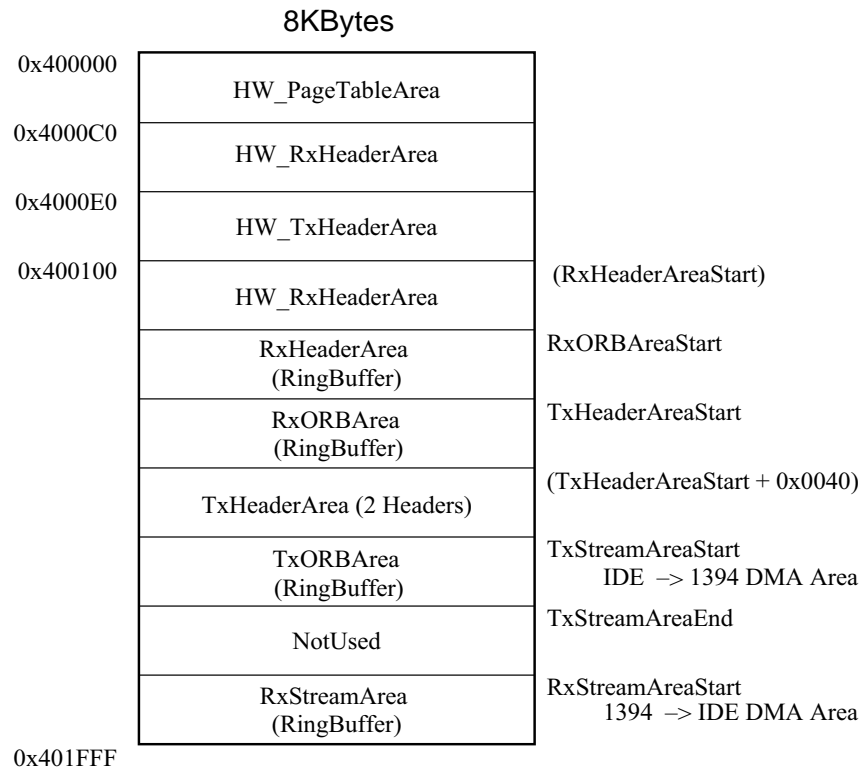 8KBytes
0x400000
HW_PageTableArea
0x4000C0
HW_RxHeaderArea
0x4000E0
HW_TxHeaderArea
0x400100
(RxHeaderAreaStart)
HW_RxHeaderArea
RxHeaderArea
(RingBuffer)
RxORBAreaStart
RxORBArea
(RingBuffer)
TxHeaderAreaStart
TxHeaderArea (2 Headers)
(TxHeaderAreaStart + 0x0040)
TxORBArea
(RingBuffer)
TxStreamAreaStart
IDE –> 1394 DMA Area
NotUsed
TxStreamAreaEnd
RxStreamArea
(RingBuffer)
RxStreamAreaStart
1394 –> IDE DMA Area
0x401FFF